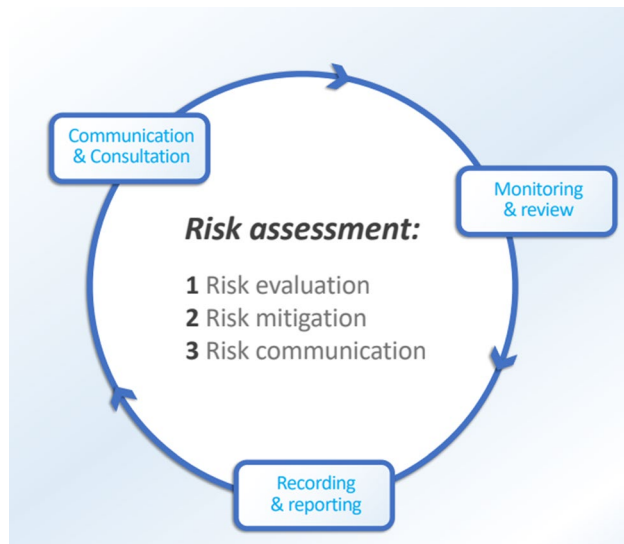 Communication
& Consultation
Monitoring
& review
Risk assessment:
1 Risk evaluation
2 Risk mitigation
3 Risk communication
Recording
& reporting